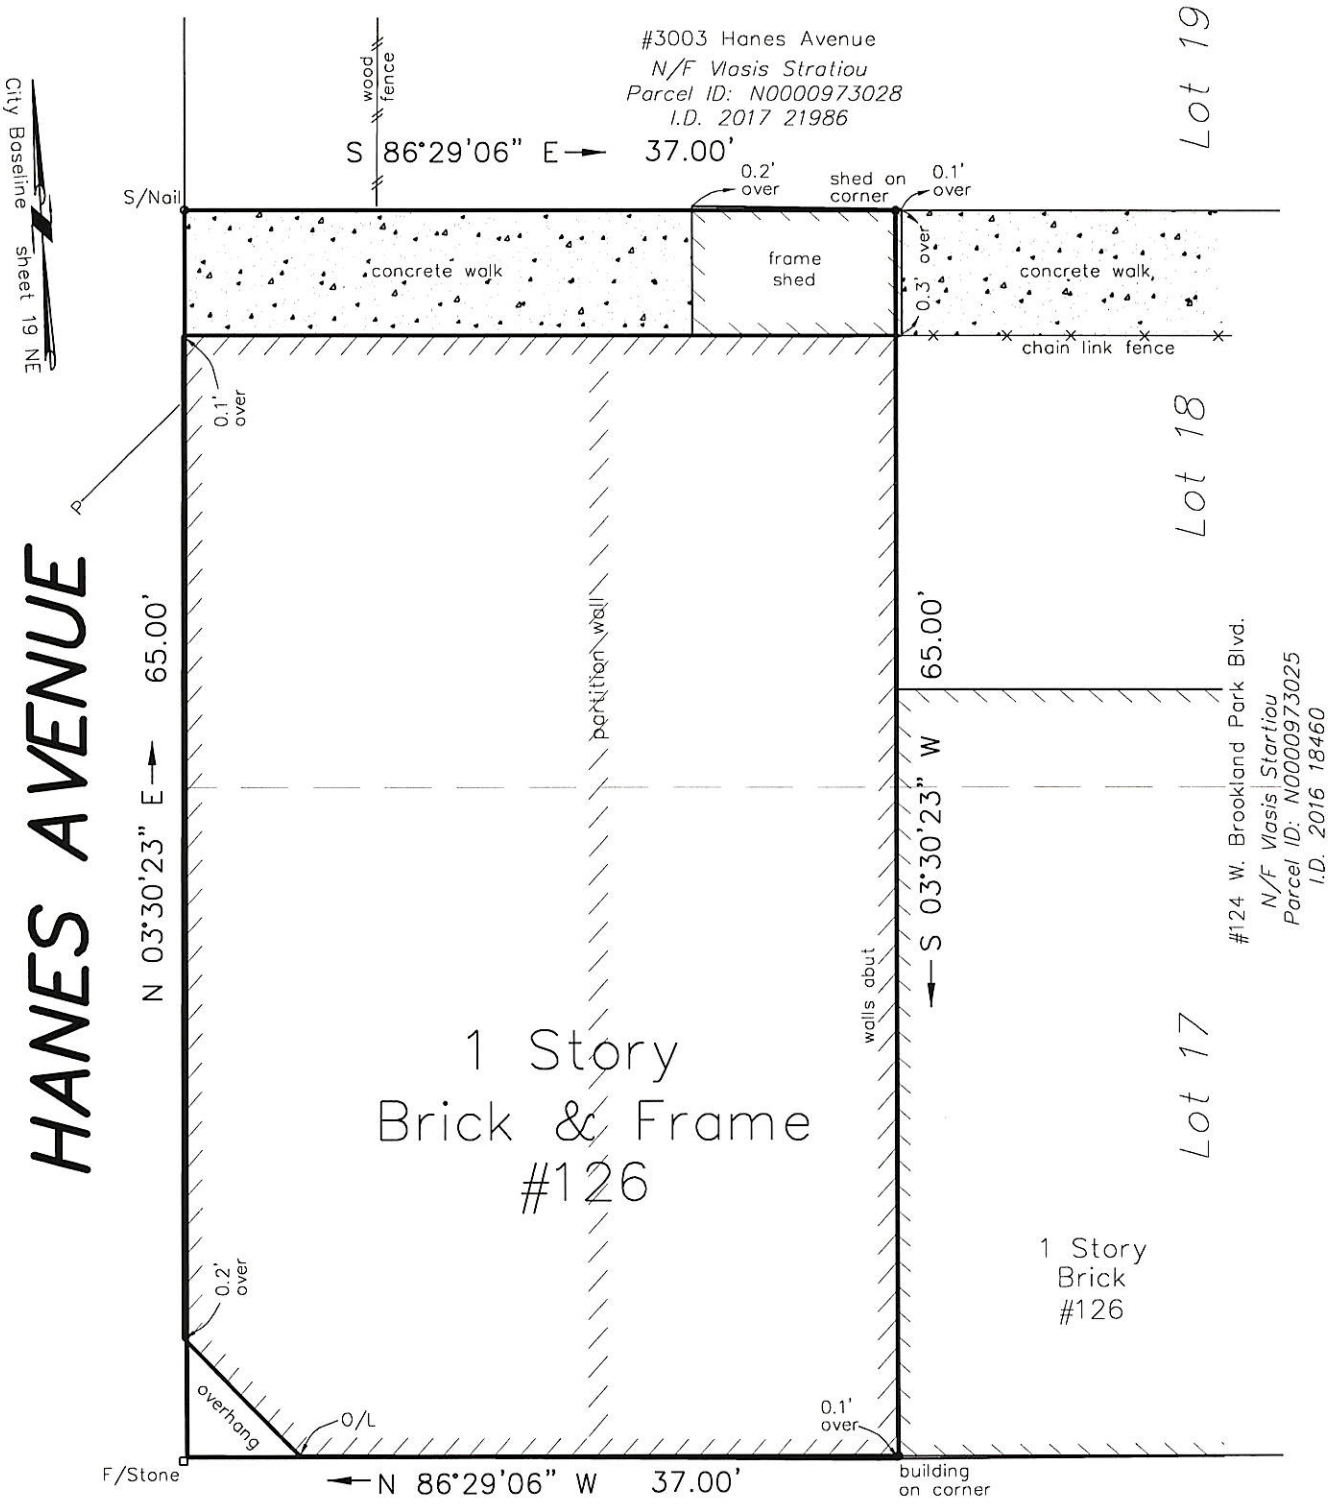 #3003 Hanes Avenue
N/F Vlasis Stratiou
Parcel ID: N0000973028
I.D. 2017 21986
wood
fence
S 86°29'06" E 37.00'
Lot 19
City Baseline sheet 19 NE
S/Nail
0.2'
over
shed on
corner
0.1'
over
concrete walk
frame
shed
0.3' over
concrete walk
chain link fence
0.1'
over
P
Lot 18
HANES AVENUE
N 03°30'23" E 65.00'
partition wall
S 03°30'23" W 65.00'
#124 W. Brookland Park Blvd.
N/F Vlasis Startiou
Parcel ID: N0000973025
I.D. 2016 18460
walls abut
1 Story
Brick & Frame
#126
Lot 17
1 Story
Brick
#126
0.2'
over
overhang
O/L
0.1'
over
F/Stone
N 86°29'06" W 37.00'
building
on corner